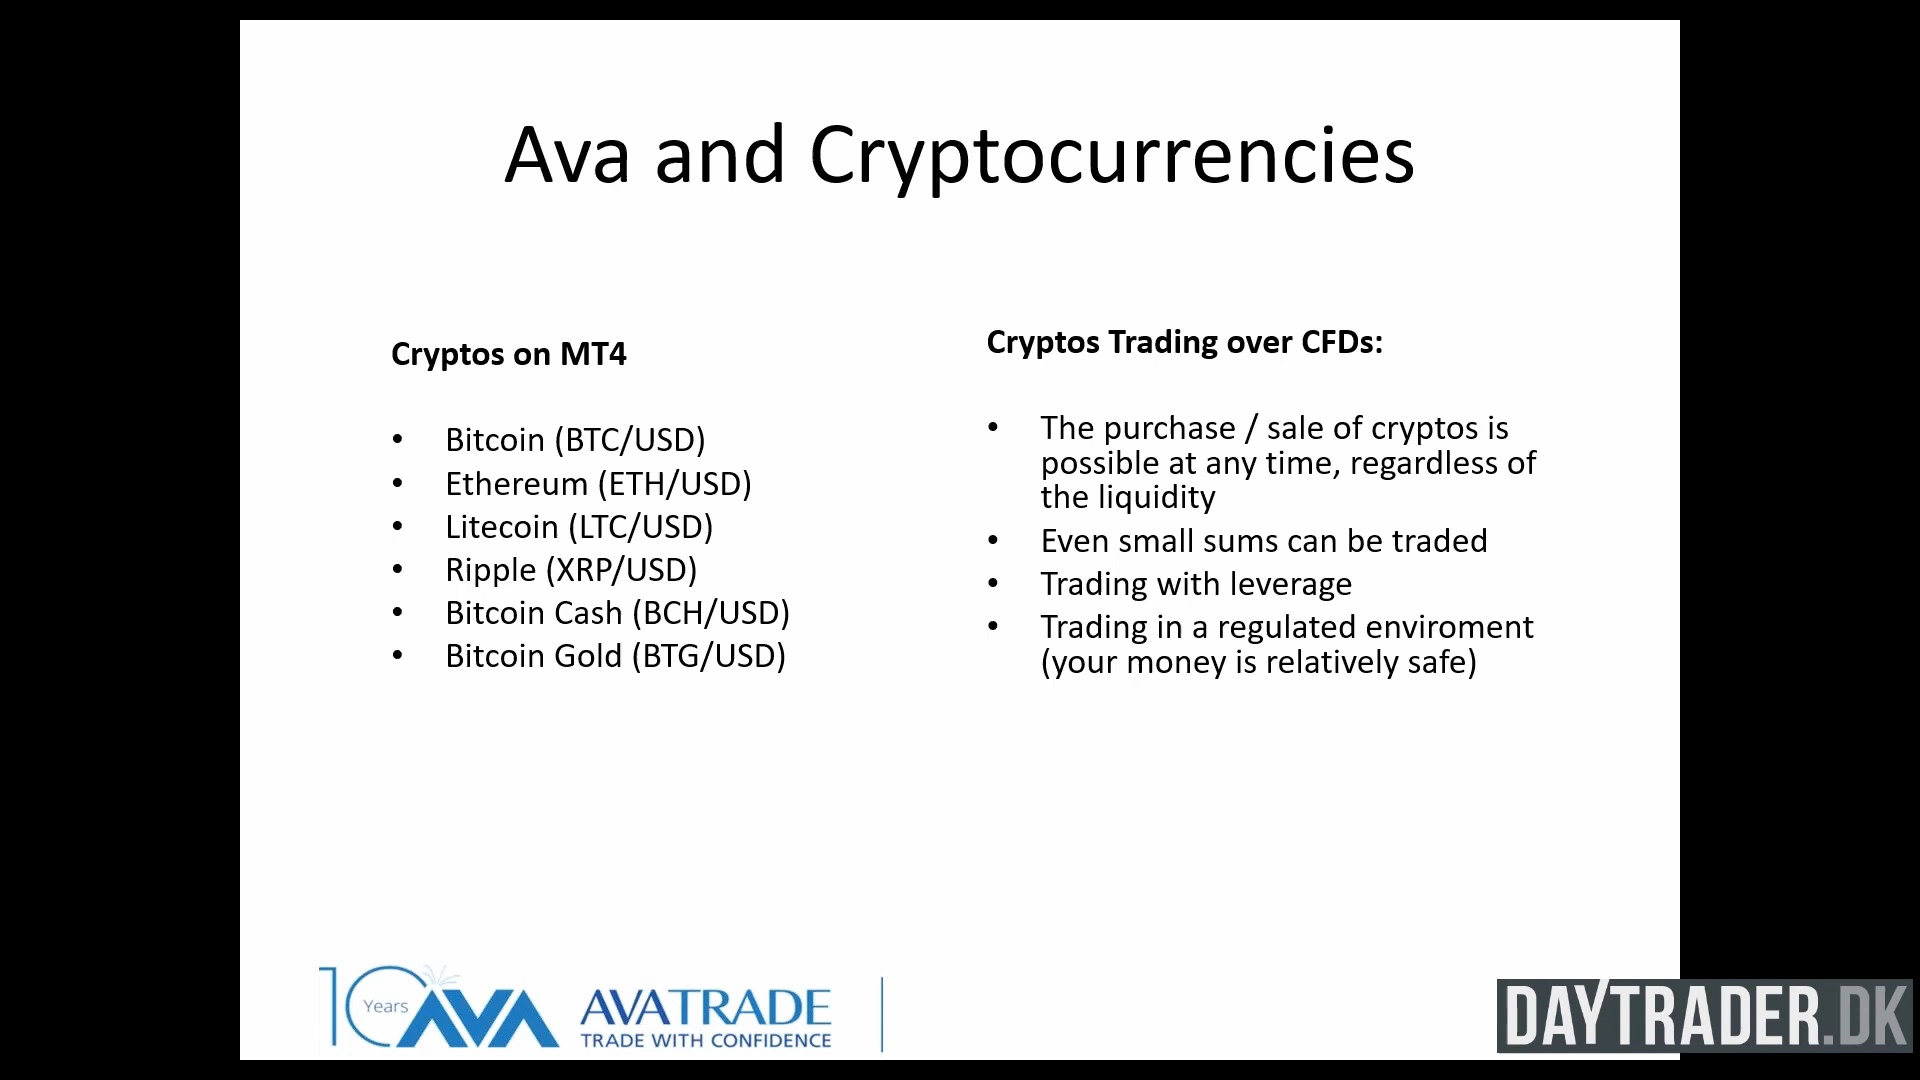 Ava and Cryptocurrencies
Cryptos on MT4
• Bitcoin (BTC/USD)
• Ethereum (ETH/USD)
• Litecoin (LTC/USD)
• Ripple (XRP/USD)
• Bitcoin Cash (BCH/USD)
• Bitcoin Gold (BTG/USD)
Cryptos Trading over CFDs:
• The purchase / sale of cryptos is
possible at any time, regardless of
the liquidity
• Even small sums can be traded
• Trading with leverage
• Trading in a regulated enviroment
(your money is relatively safe)
10 Years AVA
AVATRADE
TRADE WITH CONFIDENCE
DAYTRADER.DK